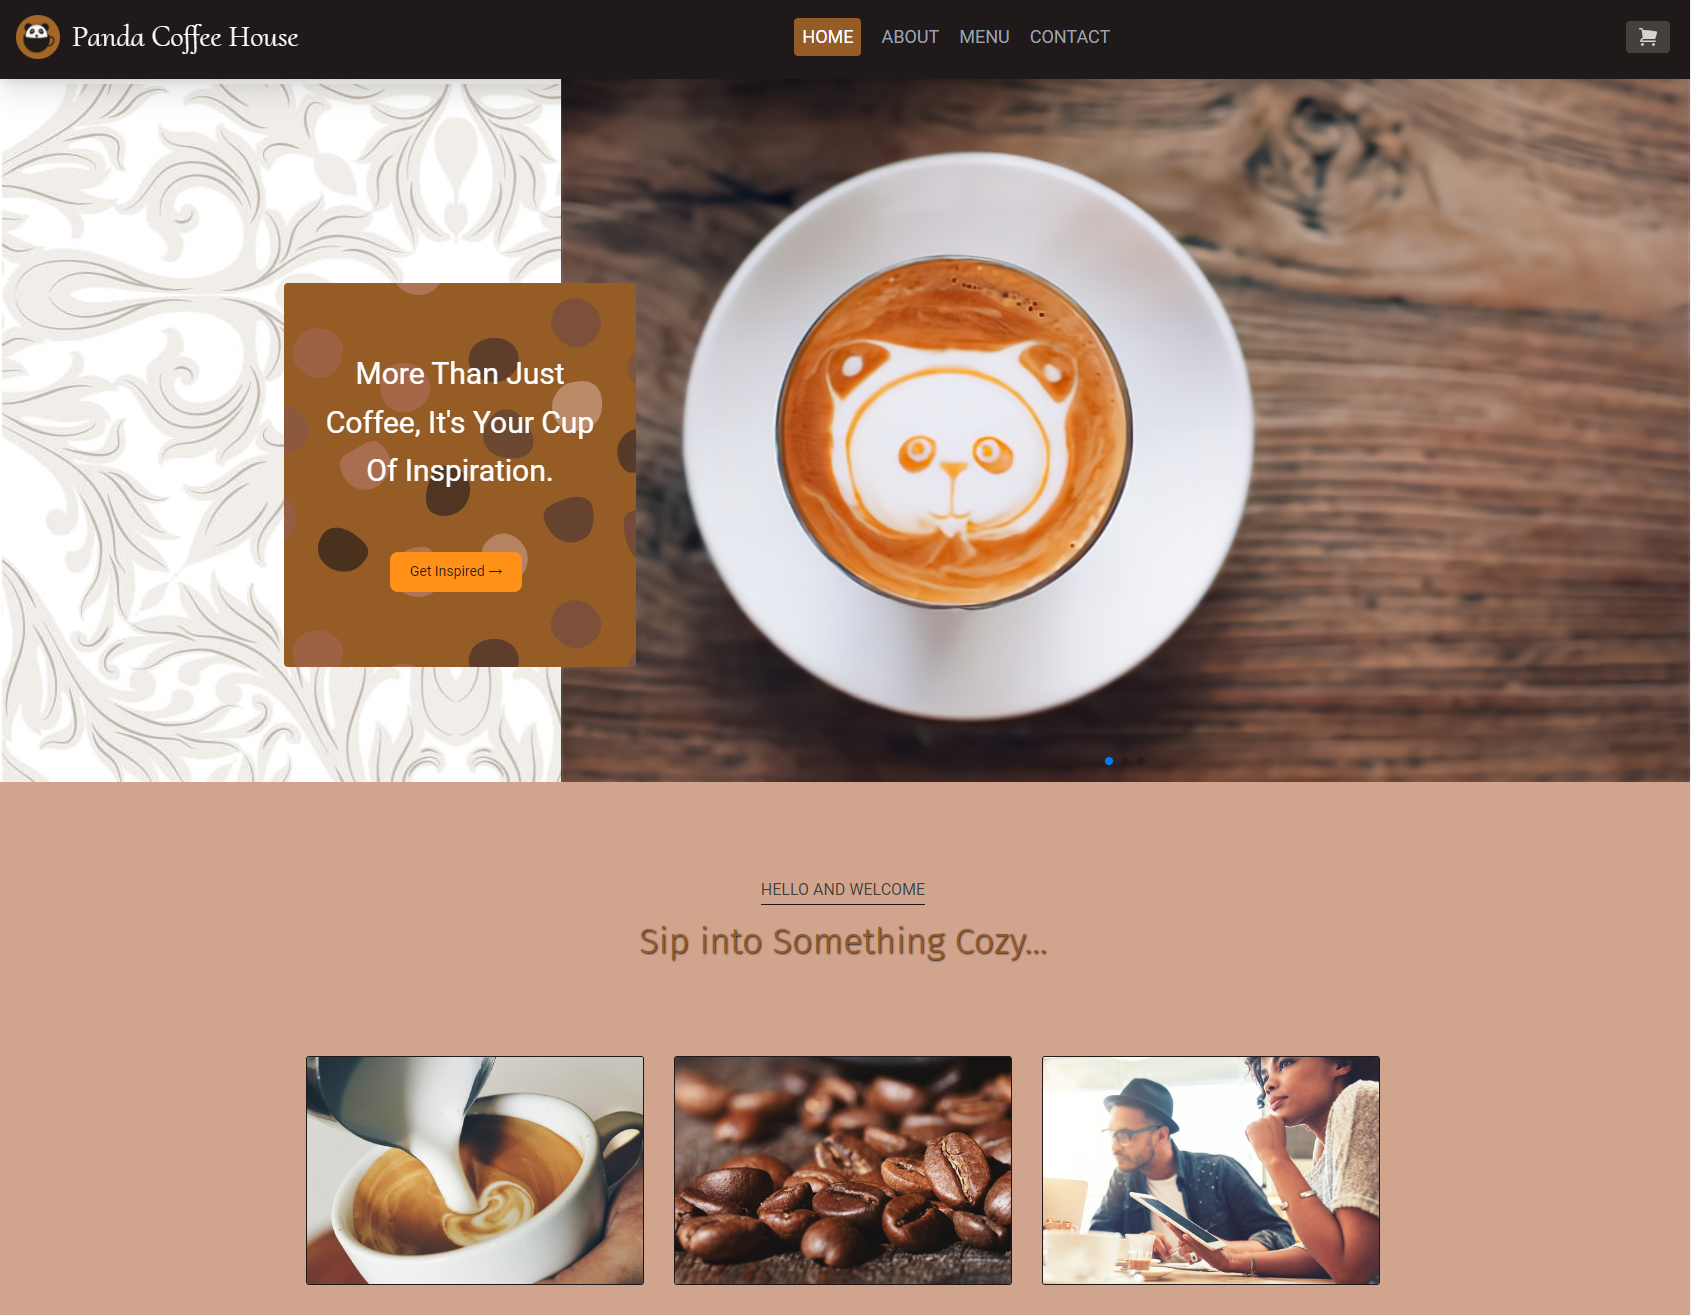 Panda Coffee House
HOME ABOUT MENU CONTACT
More Than Just
Coffee, It's Your Cup
Of Inspiration.
Get Inspired →
HELLO AND WELCOME
Sip into Something Cozy...